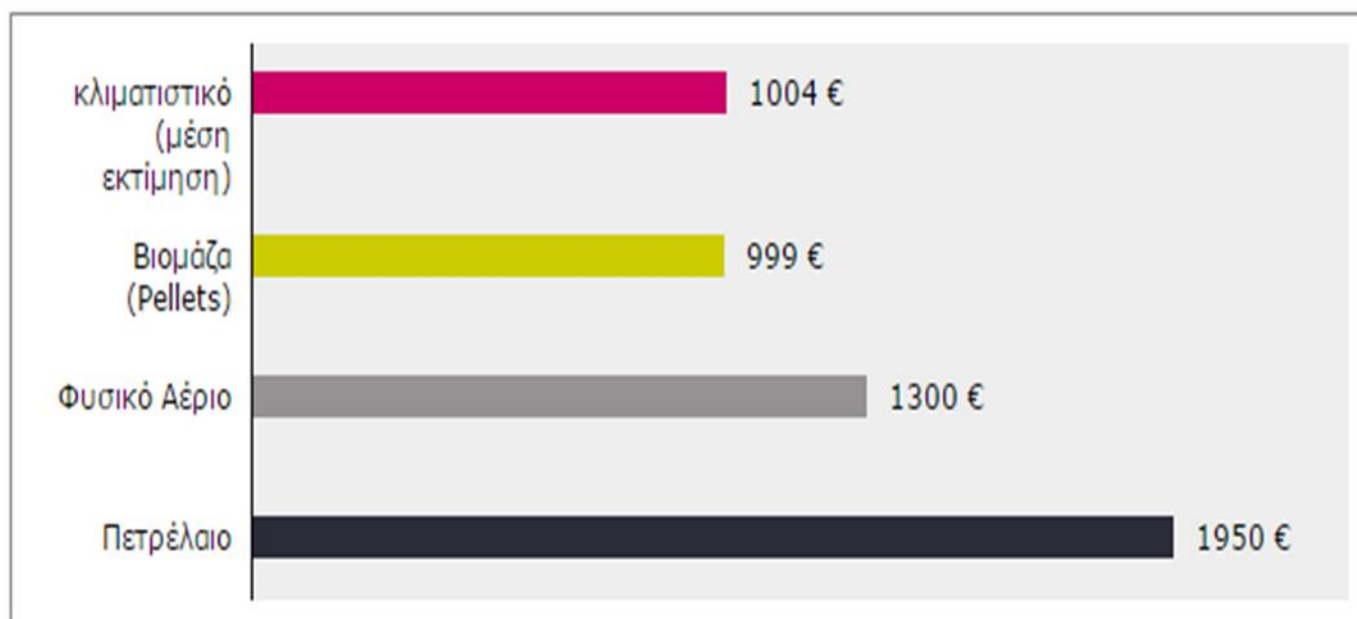 κλιματιστικό 1004 €
(μέση
εκτίμηση)
Βιομάζα 999 €
(Pellets)
Φυσικό Αέριο 1300 €
Πετρέλαιο 1950 €